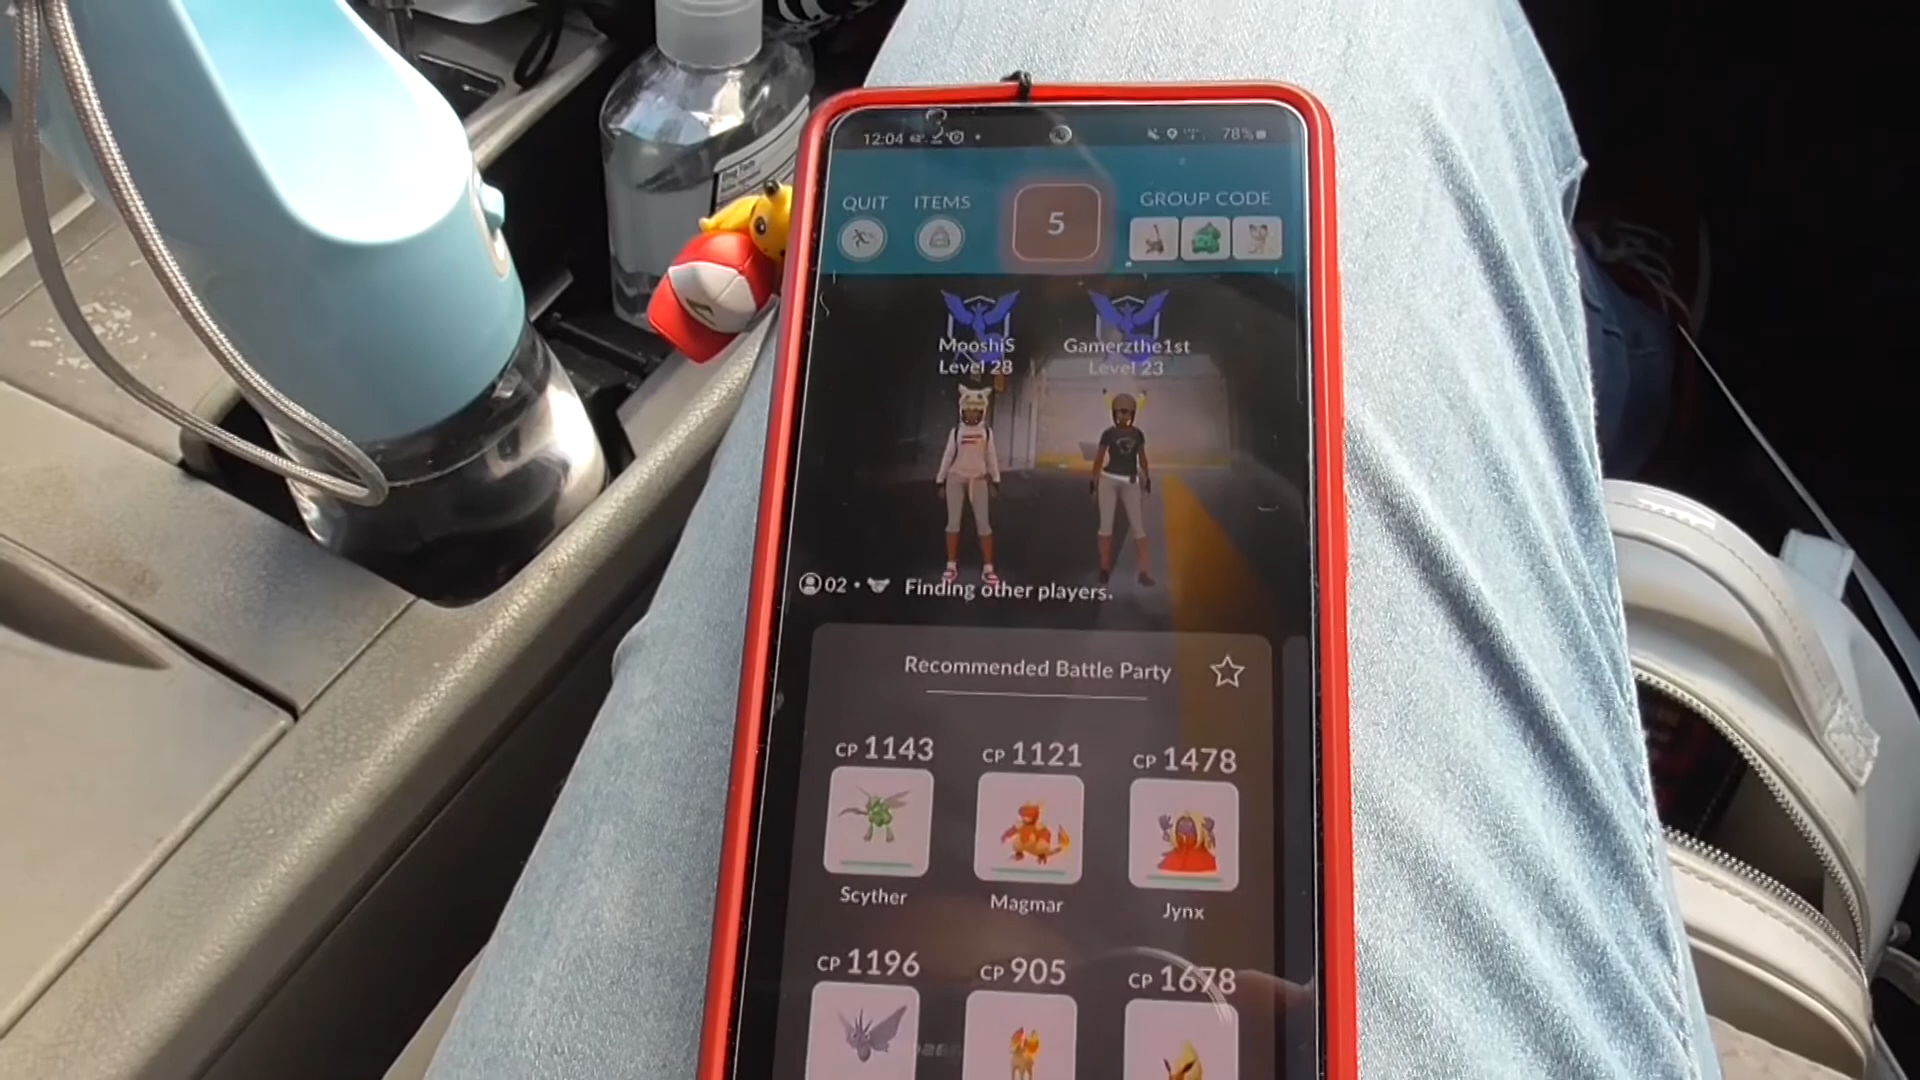 12:04
78%
QUIT
ITEMS
5
GROUP CODE
MooshiS
Level 28
Gamerzthe1st
Level 23
02 • Finding other players.
Recommended Battle Party
CP 1143
CP 1121
CP 1478
Scyther
Magmar
Jynx
CP 1196
CP 905
CP 1678